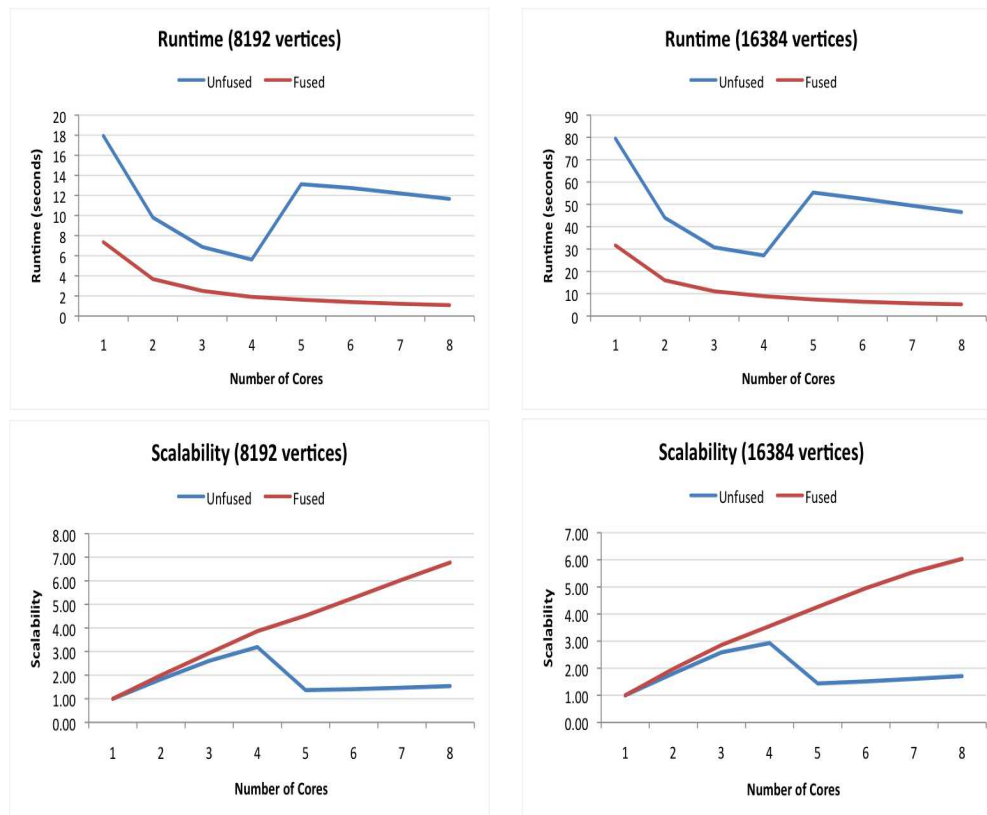 Runtime (8192 vertices)
Unfused Fused
Runtime (seconds)
20
18
16
14
12
10
8
6
4
2
0
1 2 3 4 5 6 7 8
Number of Cores
Runtime (16384 vertices)
Unfused Fused
Runtime (seconds)
90
80
70
60
50
40
30
20
10
0
1 2 3 4 5 6 7 8
Number of Cores
Scalability (8192 vertices)
Unfused Fused
Scalability
8.00
7.00
6.00
5.00
4.00
3.00
2.00
1.00
0.00
1 2 3 4 5 6 7 8
Number of Cores
Scalability (16384 vertices)
Unfused Fused
Scalability
7.00
6.00
5.00
4.00
3.00
2.00
1.00
0.00
1 2 3 4 5 6 7 8
Number of Cores